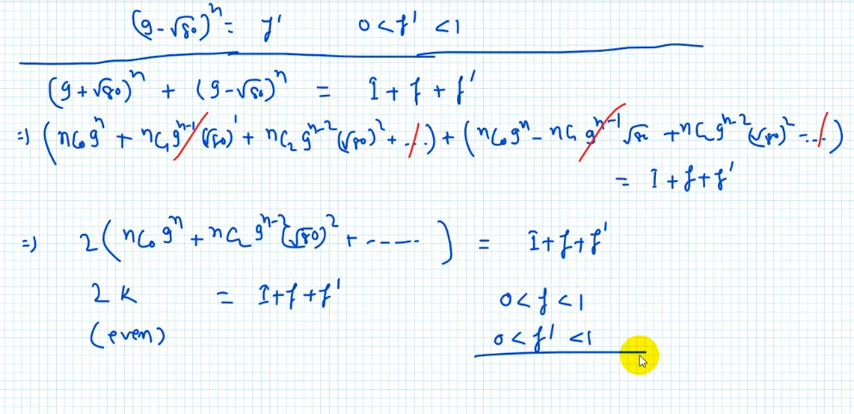 (9-√80)ⁿ = f' 0 < f' < 1
(9+√80)ⁿ + (9-√80)ⁿ = I + f + f'
⇒) (nC₀ 9ⁿ + nC₁ 9ⁿ⁻¹ (√80)¹ + nC₂ 9ⁿ⁻² (√80)² + ...) + (nC₀ 9ⁿ - nC₁ 9ⁿ⁻¹ √80 + nC₂ 9ⁿ⁻² (√80)² - ...)
= I + f + f'
⇒) 2(nC₀ 9ⁿ + nC₂ 9ⁿ⁻² (√80)² + ......) = I + f + f'
2K = I + f + f' 0 < f < 1
(even) 0 < f' < 1